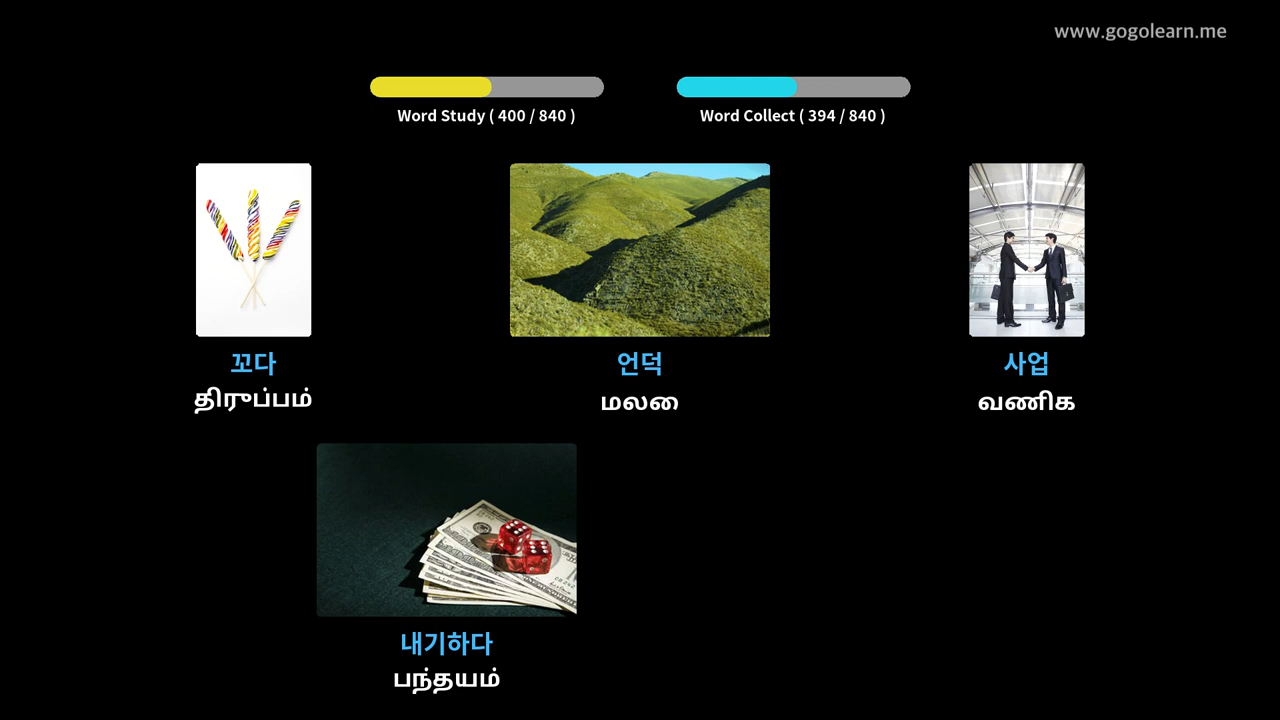 www.gogolearn.me
Word Study ( 400 / 840 )
Word Collect ( 394 / 840 )
꼬다
திருப்பம்
언덕
மலை
사업
வணிக
내기하다
பந்தயம்